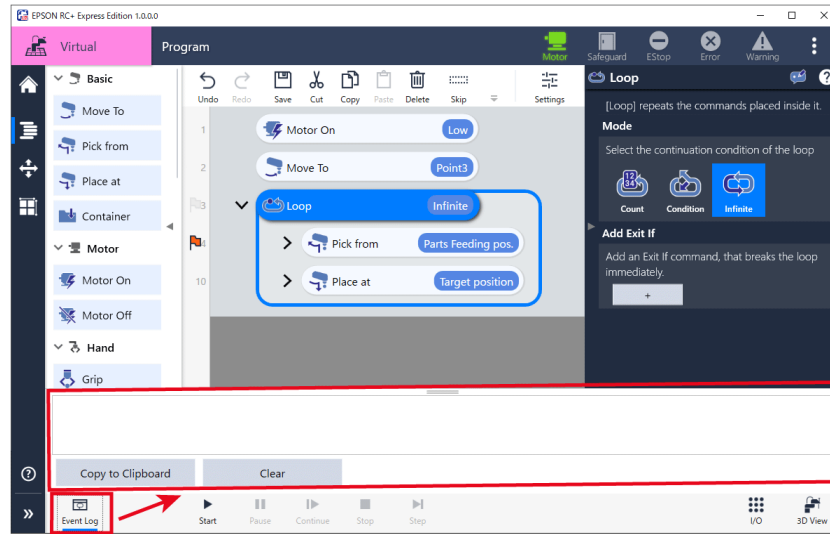 EPSON RC+ Express Edition 1.0.0.0
Virtual
Program
Motor
Safeguard
EStop
Error
Warning
Basic
Move To
Pick from
Place at
Container
Motor
Motor On
Motor Off
Hand
Grip
Undo
Redo
Save
Cut
Copy
Paste
Delete
Skip
Settings
1
Motor On
Low
2
Move To
Point3
3
Loop
Infinite
4
Pick from
Parts Feeding pos.
10
Place at
Target position
Loop
?
[Loop] repeats the commands placed inside it.
Mode
Select the continuation condition of the loop
12
34
Count
Condition
Infinite
Add Exit If
Add an Exit If command, that breaks the loop
immediately.
+
Copy to Clipboard
Clear
?
Event Log
Start
Pause
Continue
Stop
Step
I/O
3D View